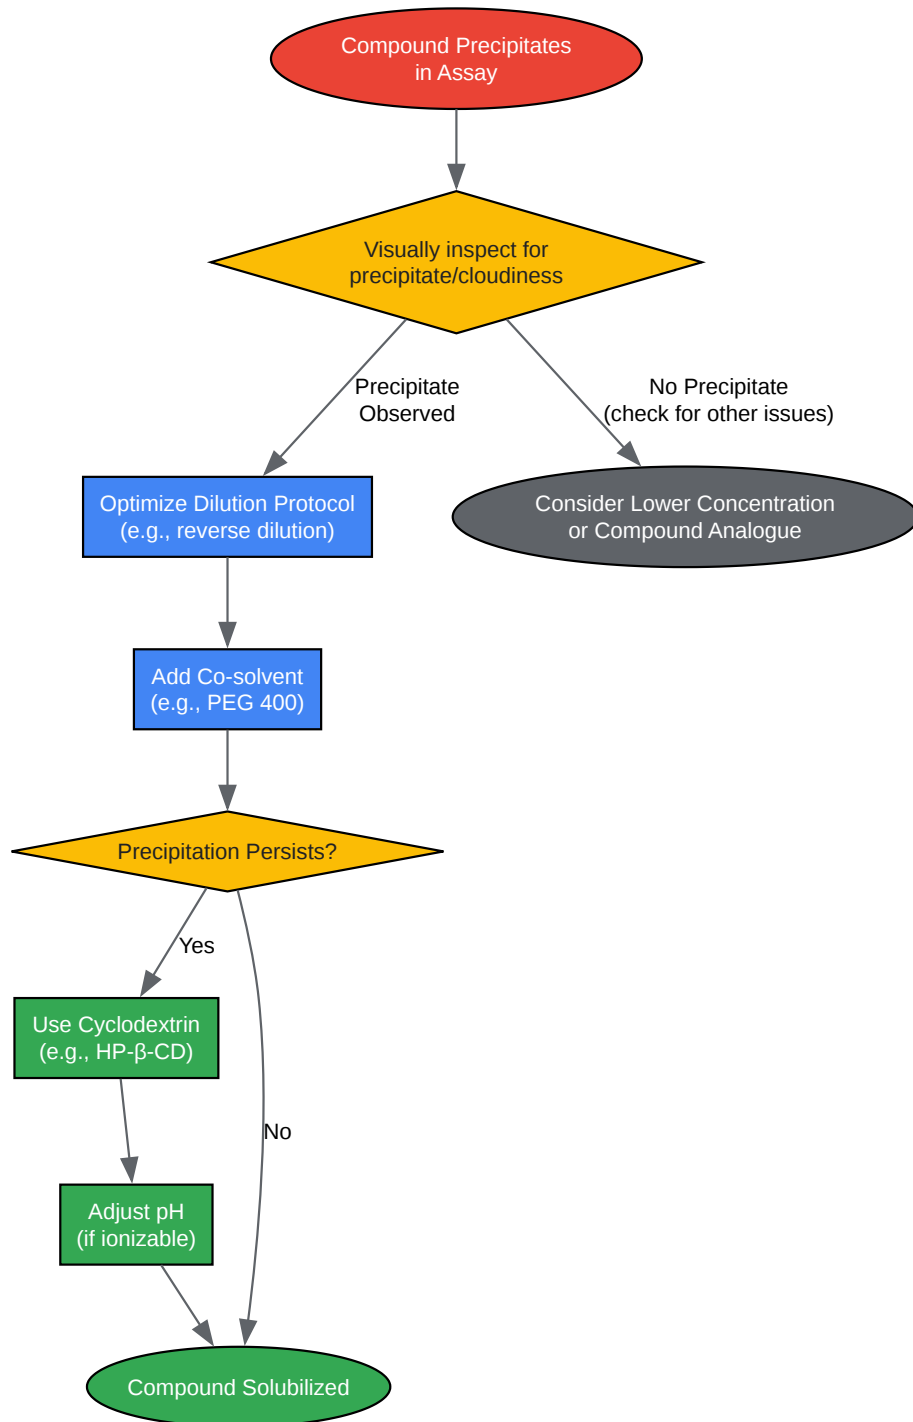 Compound Precipitates
in Assay
Visually inspect for
precipitate/cloudiness
Precipitate
Observed
No Precipitate
(check for other issues)
Optimize Dilution Protocol
(e.g., reverse dilution)
Consider Lower Concentration
or Compound Analogue
Add Co-solvent
(e.g., PEG 400)
Precipitation Persists?
Yes
Use Cyclodextrin
(e.g., HP-β-CD)
No
Adjust pH
(if ionizable)
Compound Solubilized